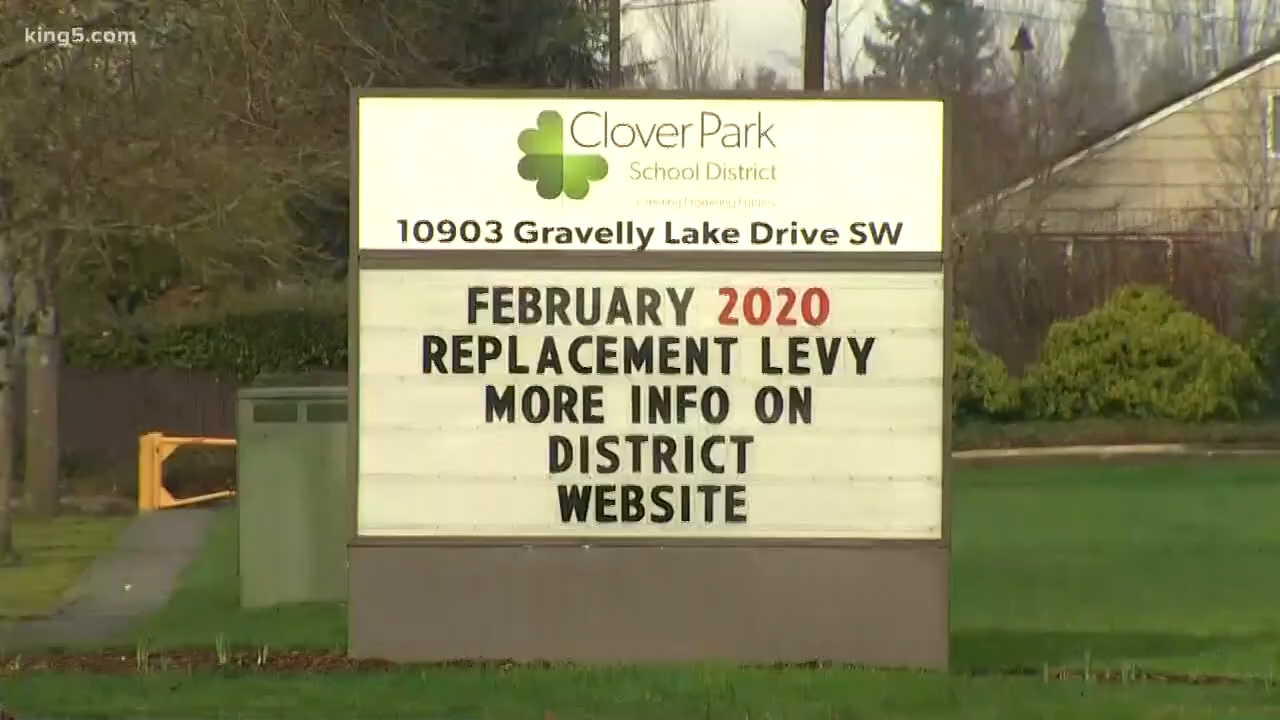 king5.com
Clover Park
School District
10903 Gravelly Lake Drive SW
FEBRUARY 2020
REPLACEMENT LEVY
MORE INFO ON
DISTRICT
WEBSITE